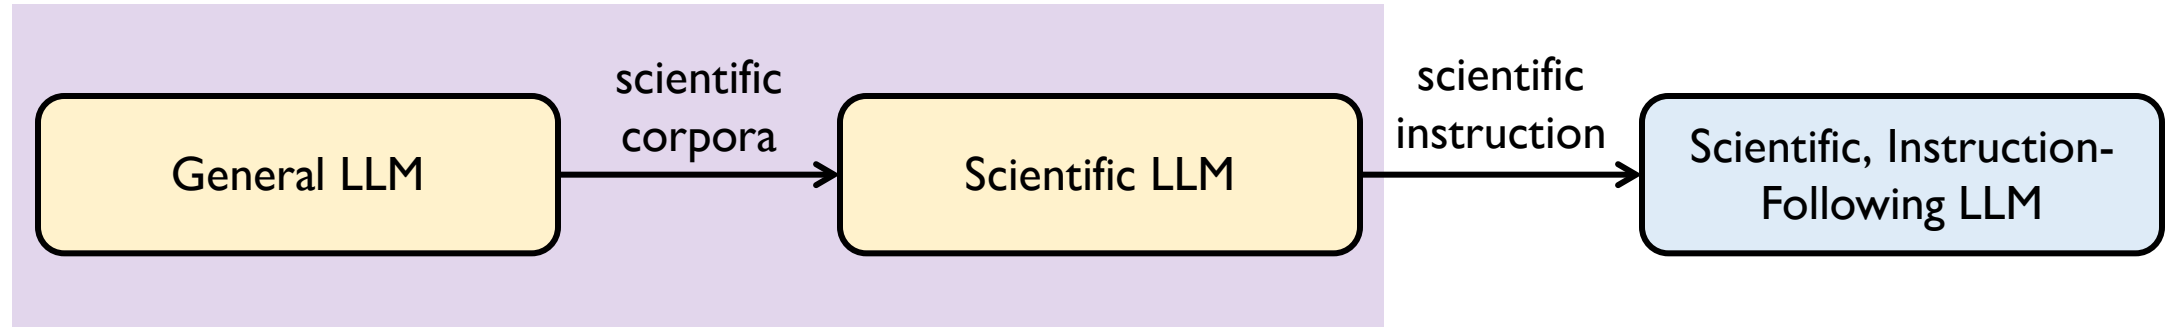 General LLM
scientific
corpora
Scientific LLM
scientific
instruction
Scientific, Instruction-
Following LLM